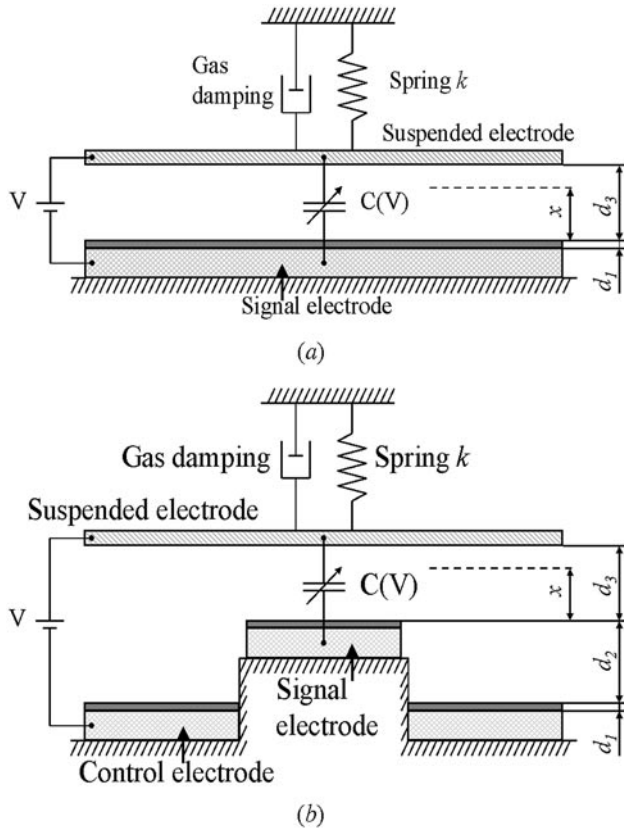 Gas
damping
Spring k
Suspended electrode
V
C(V)
x
d3
d1
Signal electrode
(a)
Gas damping
Spring k
Suspended electrode
V
C(V)
x
d3
d2
Signal
electrode
d1
Control electrode
(b)